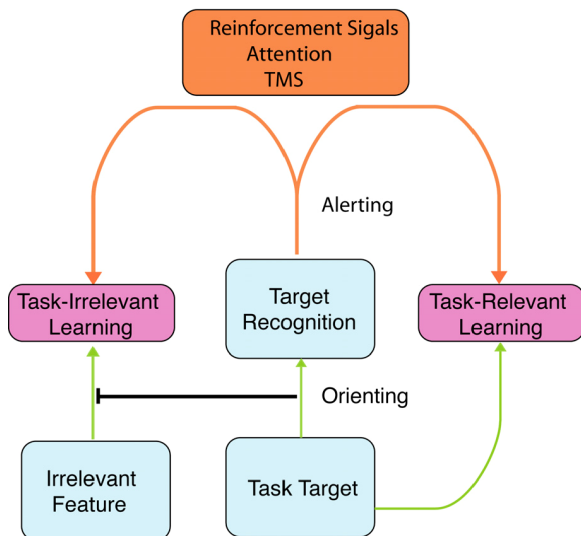 Reinforcement Sigals
Attention
TMS
Alerting
Task-Irrelevant
Learning
Target
Recognition
Task-Relevant
Learning
Orienting
Irrelevant
Feature
Task Target